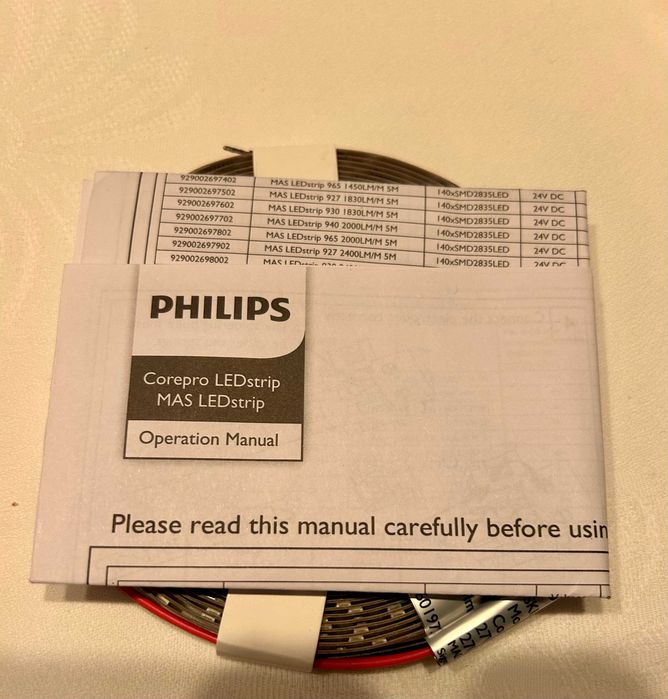 929002697402 MAS LEDstrip 965 1450LM/M 5M 140xSMD2835LED 24V DC
929002697502 MAS LEDstrip 927 1830LM/M 5M 140xSMD2835LED 24V DC
929002697602 MAS LEDstrip 930 1830LM/M 5M 140xSMD2835LED 24V DC
929002697702 MAS LEDstrip 940 2000LM/M 5M 140xSMD2835LED 24V DC
929002697802 MAS LEDstrip 965 2000LM/M 5M 140xSMD2835LED 24V DC
929002697902 MAS LEDstrip 927 2400LM/M 5M 140xSMD2835LED 24V DC
929002698002
PHILIPS
Corepro LEDstrip
MAS LEDstrip
Operation Manual
Please read this manual carefully before usin